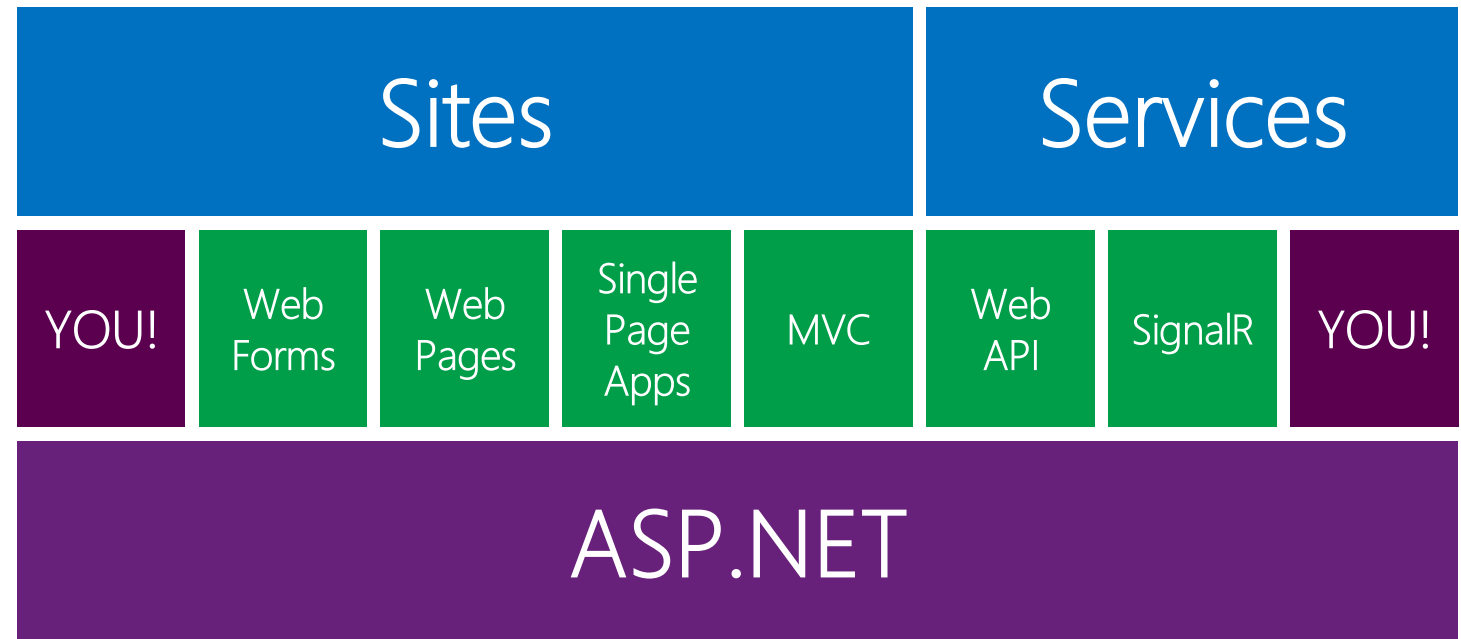 Sites
Services
YOU!
Web
Forms
Web
Pages
Single
Page
Apps
MVC
Web
API
SignalR
YOU!
ASP.NET